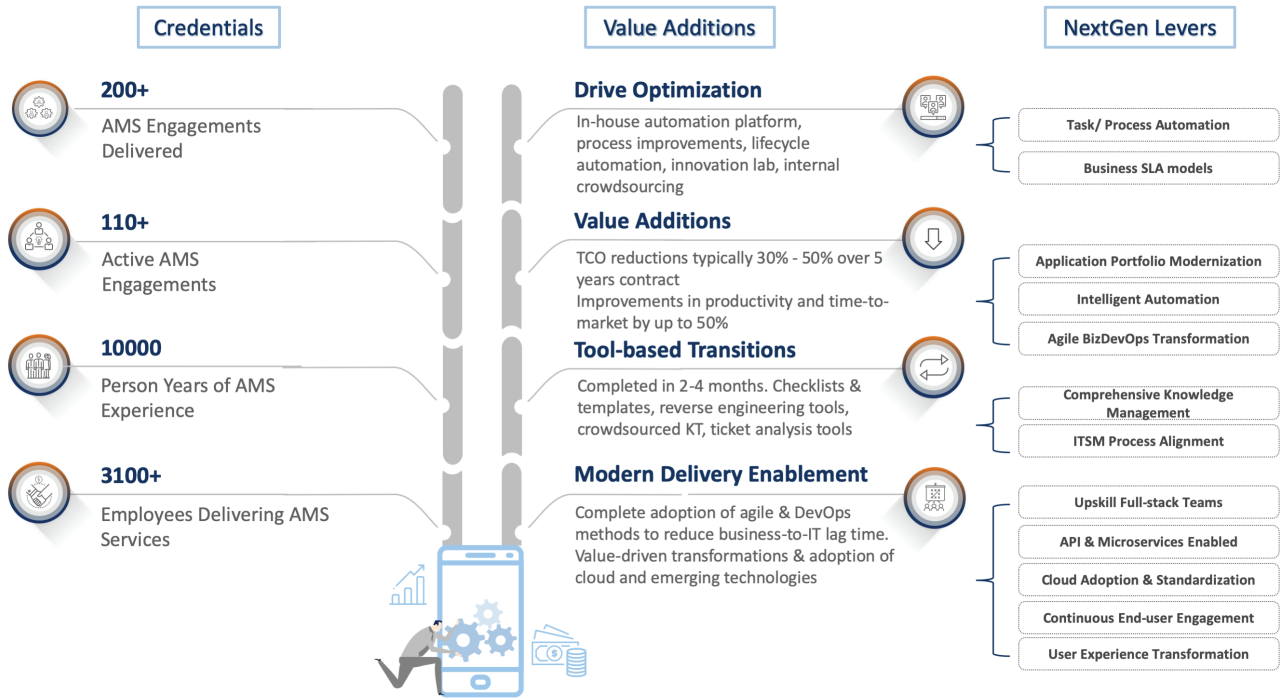 Credentials
200+
AMS Engagements
Delivered
110+
Active AMS
Engagements
10000
Person Years of AMS
Experience
3100+
Employees Delivering AMS
Services
Value Additions
Drive Optimization
In-house automation platform,
process improvements, lifecycle
automation, innovation lab, internal
crowdsourcing
Value Additions
TCO reductions typically 30% - 50% over 5
years contract
Improvements in productivity and time-to-
market by up to 50%
Tool-based Transitions
Completed in 2-4 months. Checklists &
templates, reverse engineering tools,
crowdsourced KT, ticket analysis tools
Modern Delivery Enablement
Complete adoption of agile & DevOps
methods to reduce business-to-IT lag time.
Value-driven transformations & adoption of
cloud and emerging technologies
NextGen Levers
Task/ Process Automation
Business SLA models
Application Portfolio Modernization
Intelligent Automation
Agile BizDevOps Transformation
Comprehensive Knowledge
Management
ITSM Process Alignment
Upskill Full-stack Teams
API & Microservices Enabled
Cloud Adoption & Standardization
Continuous End-user Engagement
User Experience Transformation